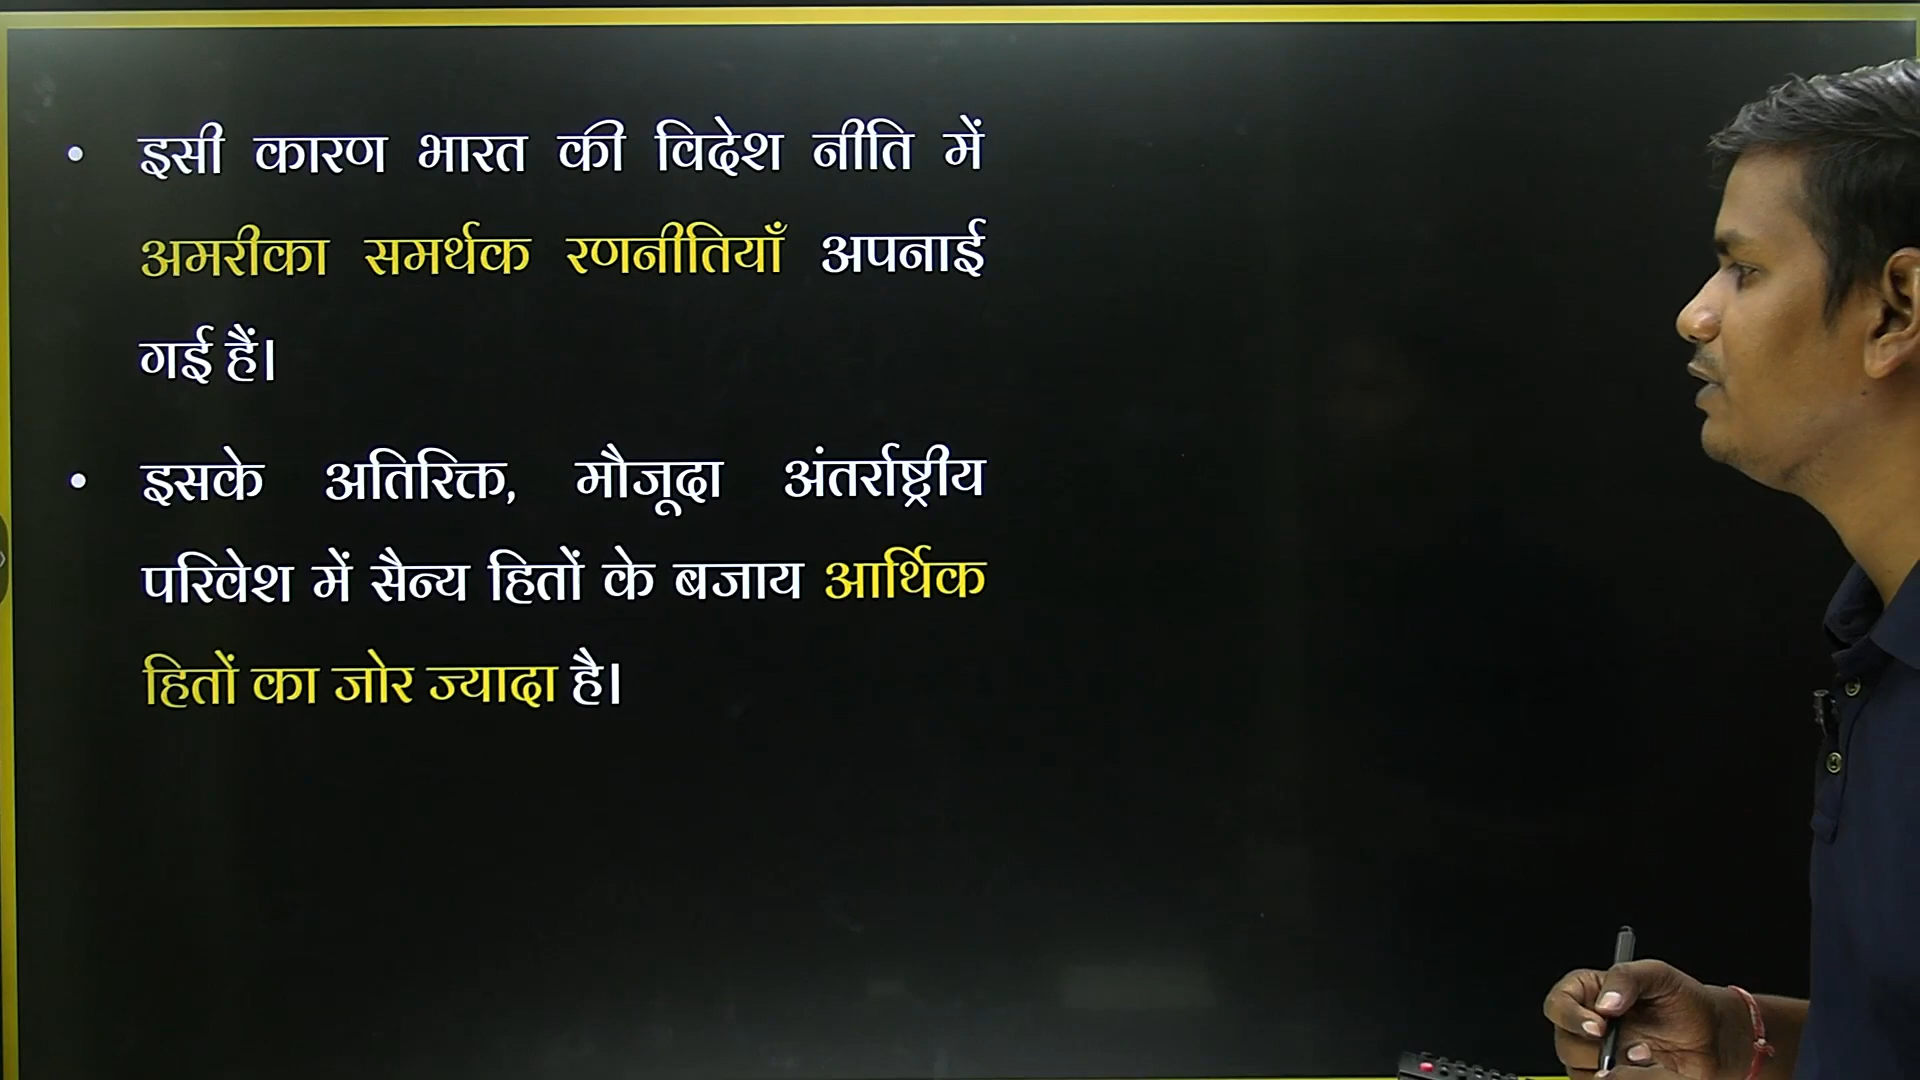 • इसी कारण भारत की विदेश नीति में
अमरीका समर्थक रणनीतियाँ अपनाई
गई हैं।
• इसके अतिरिक्त, मौजूदा अंतर्राष्ट्रीय
परिवेश में सैन्य हितों के बजाय आर्थिक
हितों का जोर ज्यादा है।